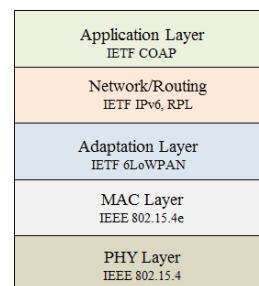 Application Layer
IETF COAP
Network/Routing
IETF IPv6, RPL
Adaptation Layer
IETF 6LoWPAN
MAC Layer
IEEE 802.15.4e
PHY Layer
IEEE 802.15.4